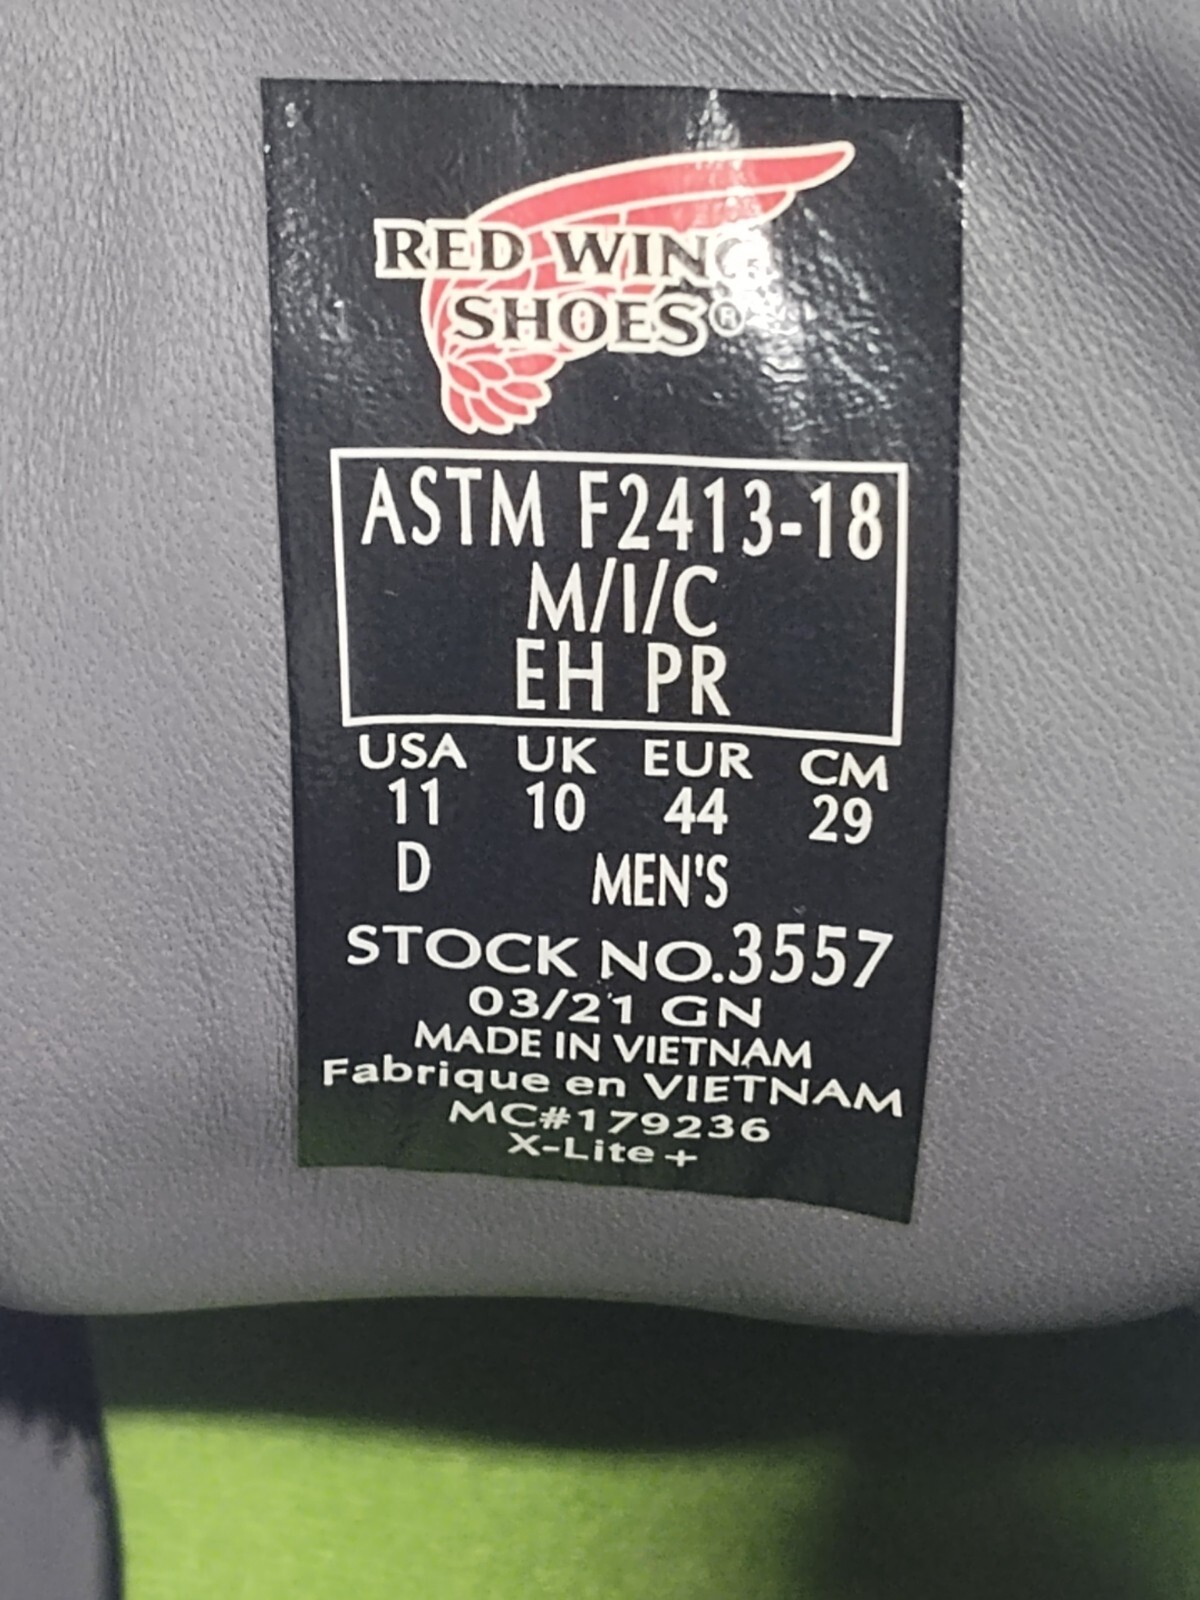 RED WING
SHOES®
ASTM F2413-18
M/I/C
EH PR
USA UK EUR CM
11 10 44 29
D MEN'S
STOCK NO.3557
03/21 GN
MADE IN VIETNAM
Fabrique en VIETNAM
MC#179236
X-Lite +